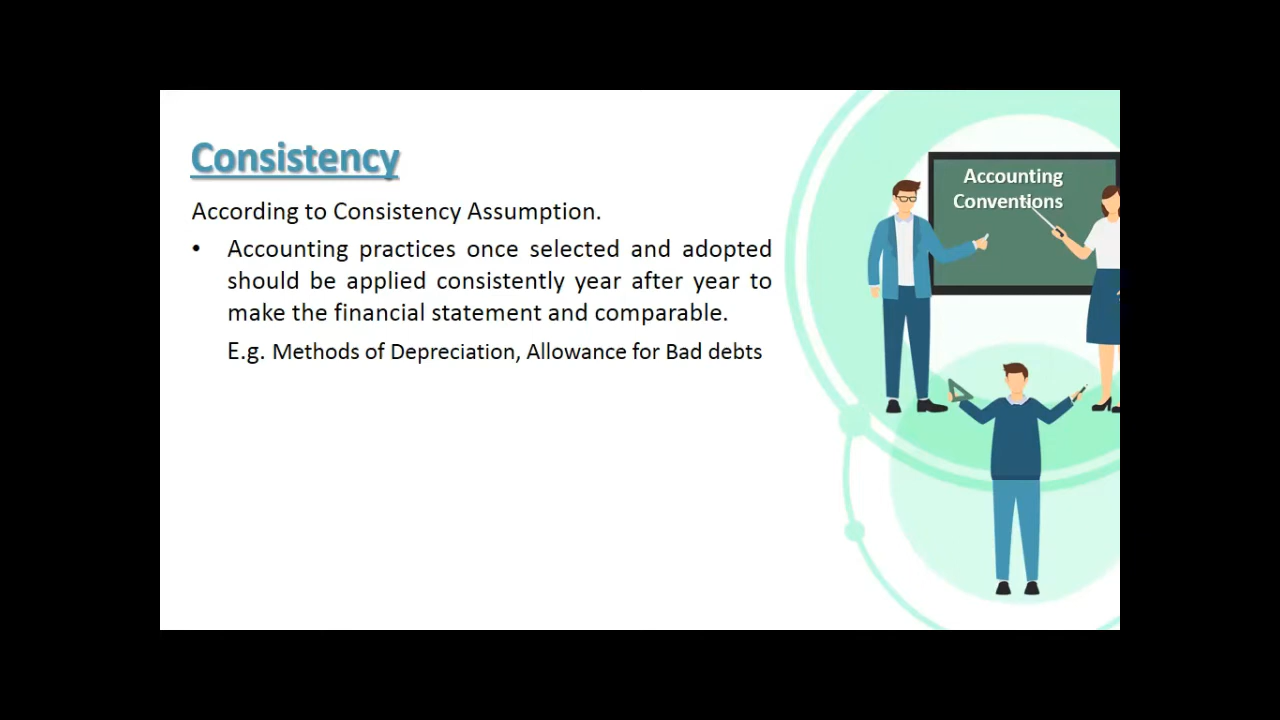 Consistency
According to Consistency Assumption.
• Accounting practices once selected and adopted
should be applied consistently year after year to
make the financial statement and comparable.
E.g. Methods of Depreciation, Allowance for Bad debts
Accounting
Conventions